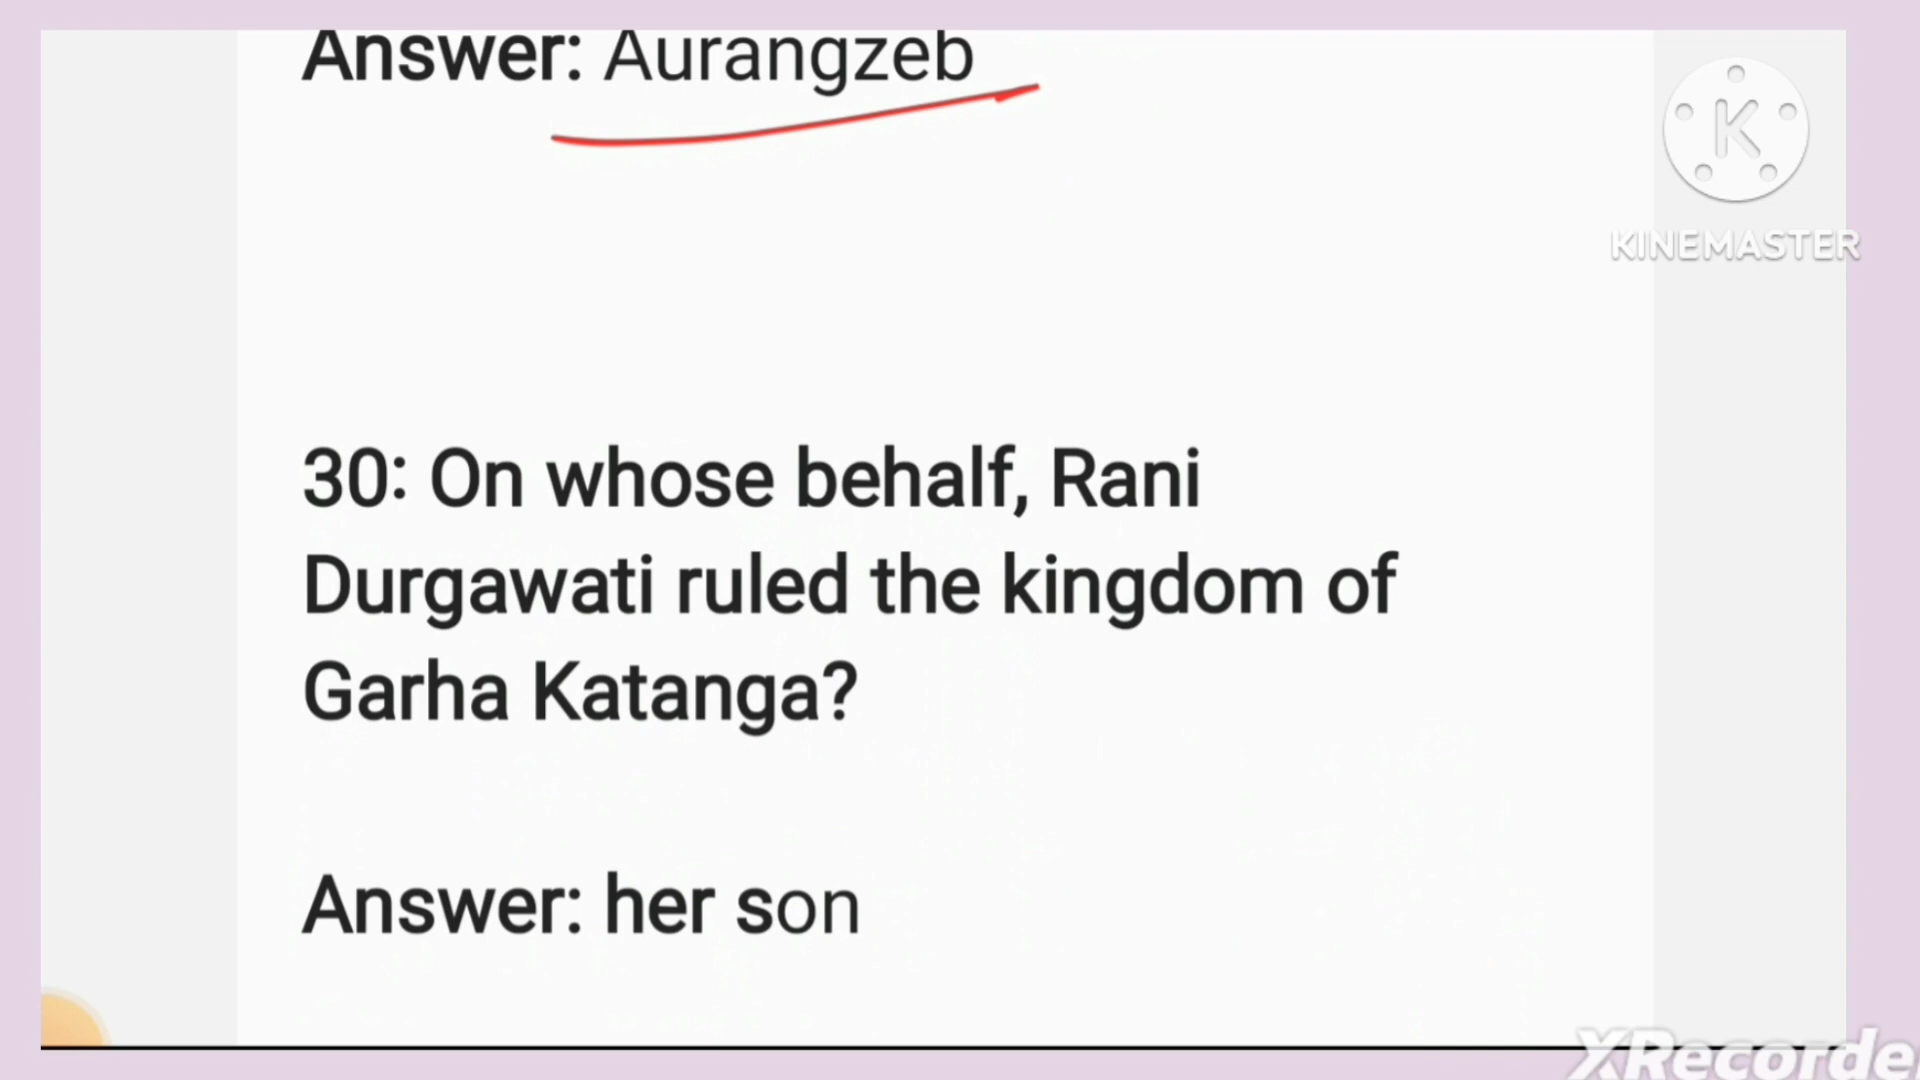 Answer: Aurangzeb
K
KINEMASTER
30: On whose behalf, Rani
Durgawati ruled the kingdom of
Garha Katanga?
Answer: her son
XRecorde